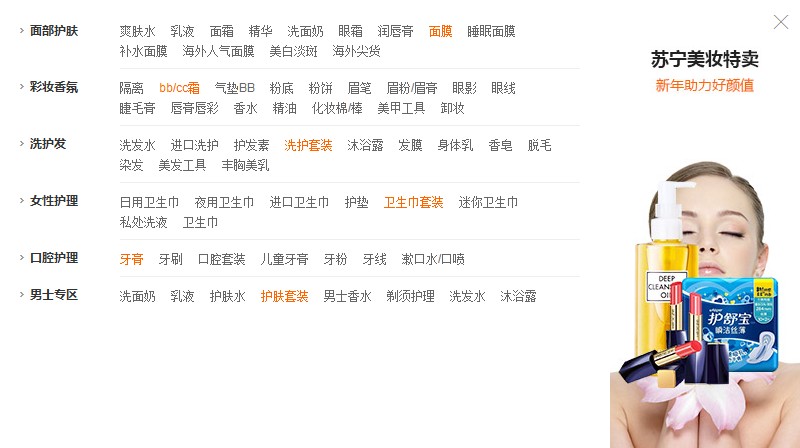 面部护肤 爽肤水 乳液 面霜 精华 洗面奶 眼霜 润唇膏 面膜 睡眠面膜
补水面膜 海外人气面膜 美白淡斑 海外尖货
彩妆香氛 隔离 bb/cc霜 气垫BB 粉底 粉饼 眉笔 眉粉/眉膏 眼影 眼线
睫毛膏 唇膏唇彩 香水 精油 化妆棉/棒 美甲工具 卸妆
洗护发 洗发水 进口洗护 护发素 洗护套装 沐浴露 发膜 身体乳 香皂 脱毛
染发 美发工具 丰胸美乳
女性护理 日用卫生巾 夜用卫生巾 进口卫生巾 护垫 卫生巾套装 迷你卫生巾
私处洗液 卫生巾
口腔护理 牙膏 牙刷 口腔套装 儿童牙膏 牙粉 牙线 漱口水/口喷
男士专区 洗面奶 乳液 护肤水 护肤套装 男士香水 剃须护理 洗发水 沐浴露
苏宁美妆特卖
新年助力好颜值
DEEP
CLEANSING
OIL
护舒宝
瞬洁丝薄